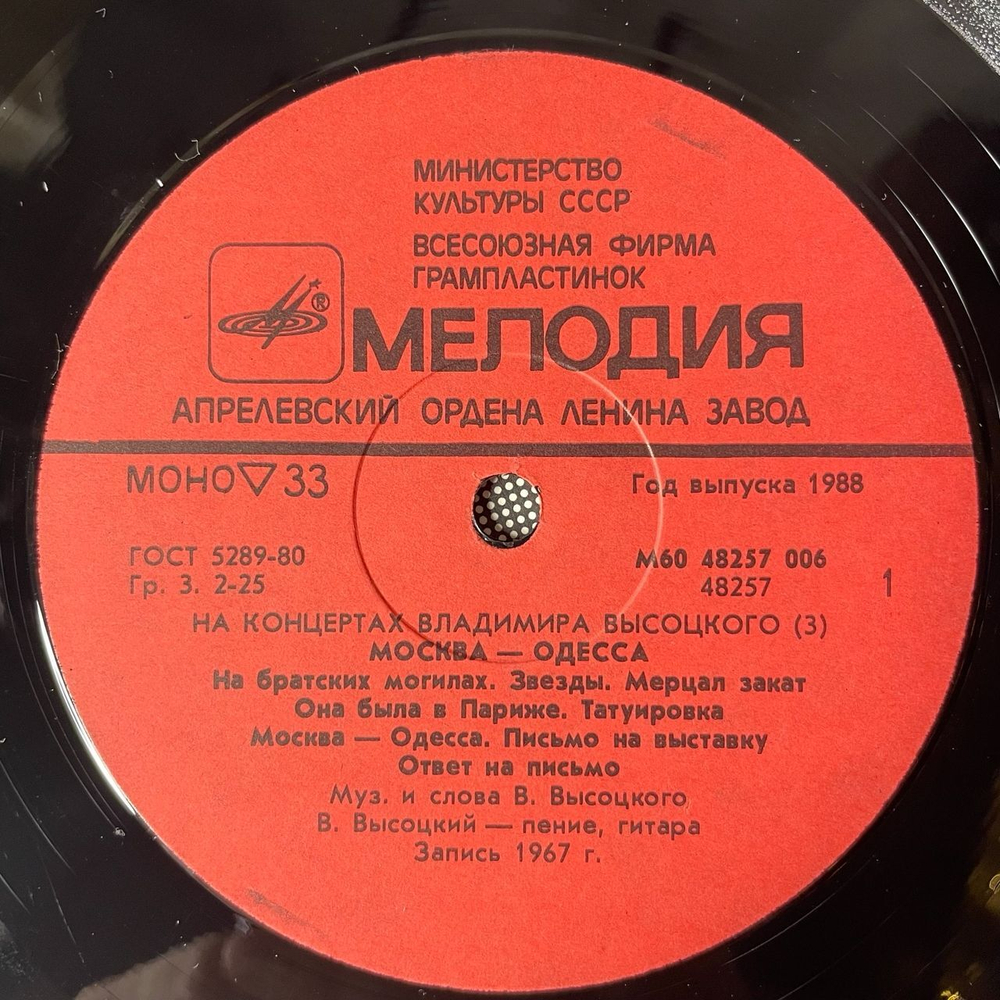 МИНИСТЕРСТВО
КУЛЬТУРЫ СССР
ВСЕСОЮЗНАЯ ФИРМА
ГРАМПЛАСТИНОК
®
МЕЛОДИЯ
АПРЕЛЕВСКИЙ ОРДЕНА ЛЕНИНА ЗАВОД
МОНО ▽ 33
Год выпуска 1988
ГОСТ 5289-80
М60 48257 006
Гр. 3. 2-25
48257
1
НА КОНЦЕРТАХ ВЛАДИМИРА ВЫСОЦКОГО (3)
МОСКВА — ОДЕССА
На братских могилах. Звезды. Мерцал закат
Она была в Париже. Татуировка
Москва — Одесса. Письмо на выставку
Ответ на письмо
Муз. и слова В. Высоцкого
В. Высоцкий — пение, гитара
Запись 1967 г.